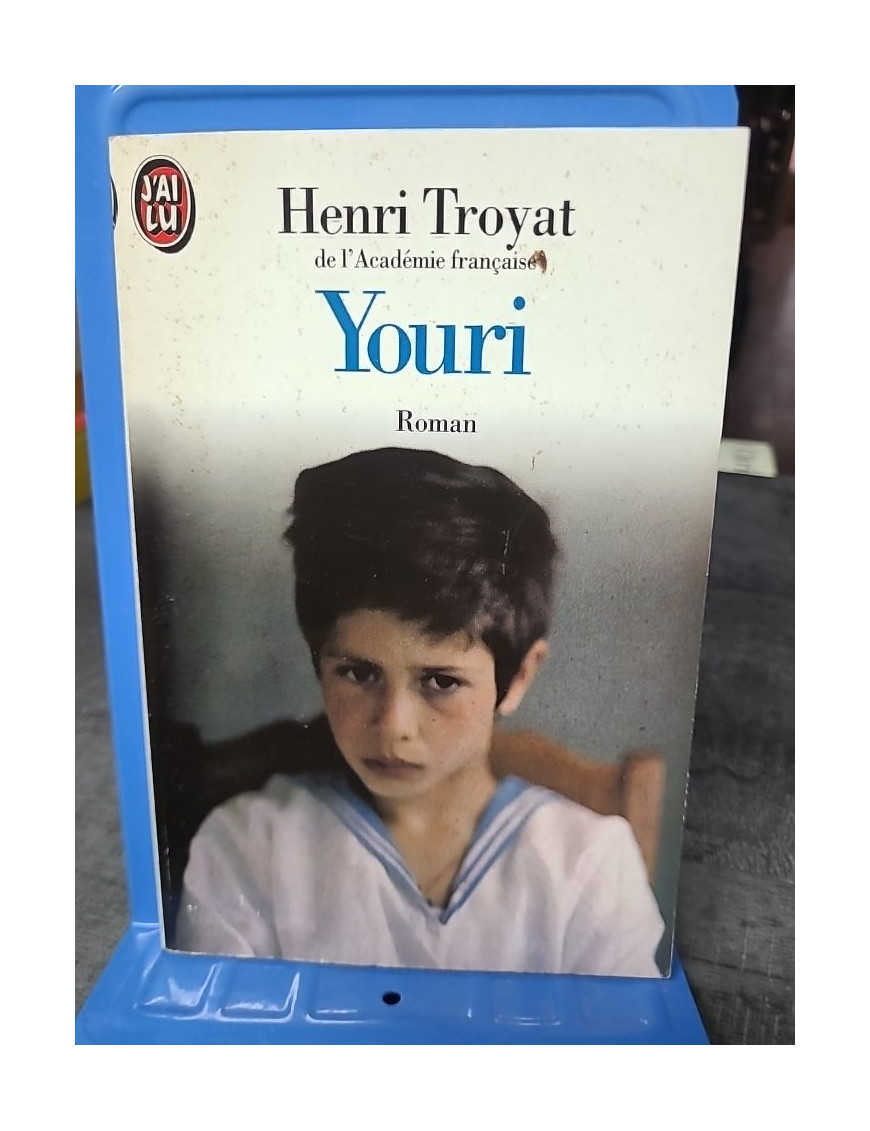 J'AI
LU
Henri Troyat
de l'Académie française
Youri
Roman